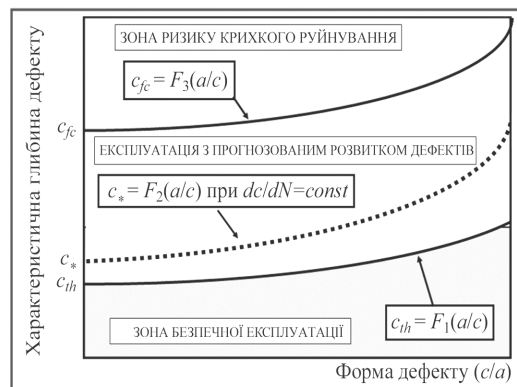 Характеристична глибина дефекту
ЗОНА РИЗИКУ КРИХКОГО РУЙНУВАННЯ
c_fc = F_3(a/c)
c_fc
ЕКСПЛУАТАЦІЯ З ПРОГНОЗОВАНИМ РОЗВИТКОМ ДЕФЕКТІВ
c_* = F_2(a/c) при dc/dN=const
c_*
c_th
c_th = F_1(a/c)
ЗОНА БЕЗПЕЧНОЇ ЕКСПЛУАТАЦІЇ
Форма дефекту (c/a)